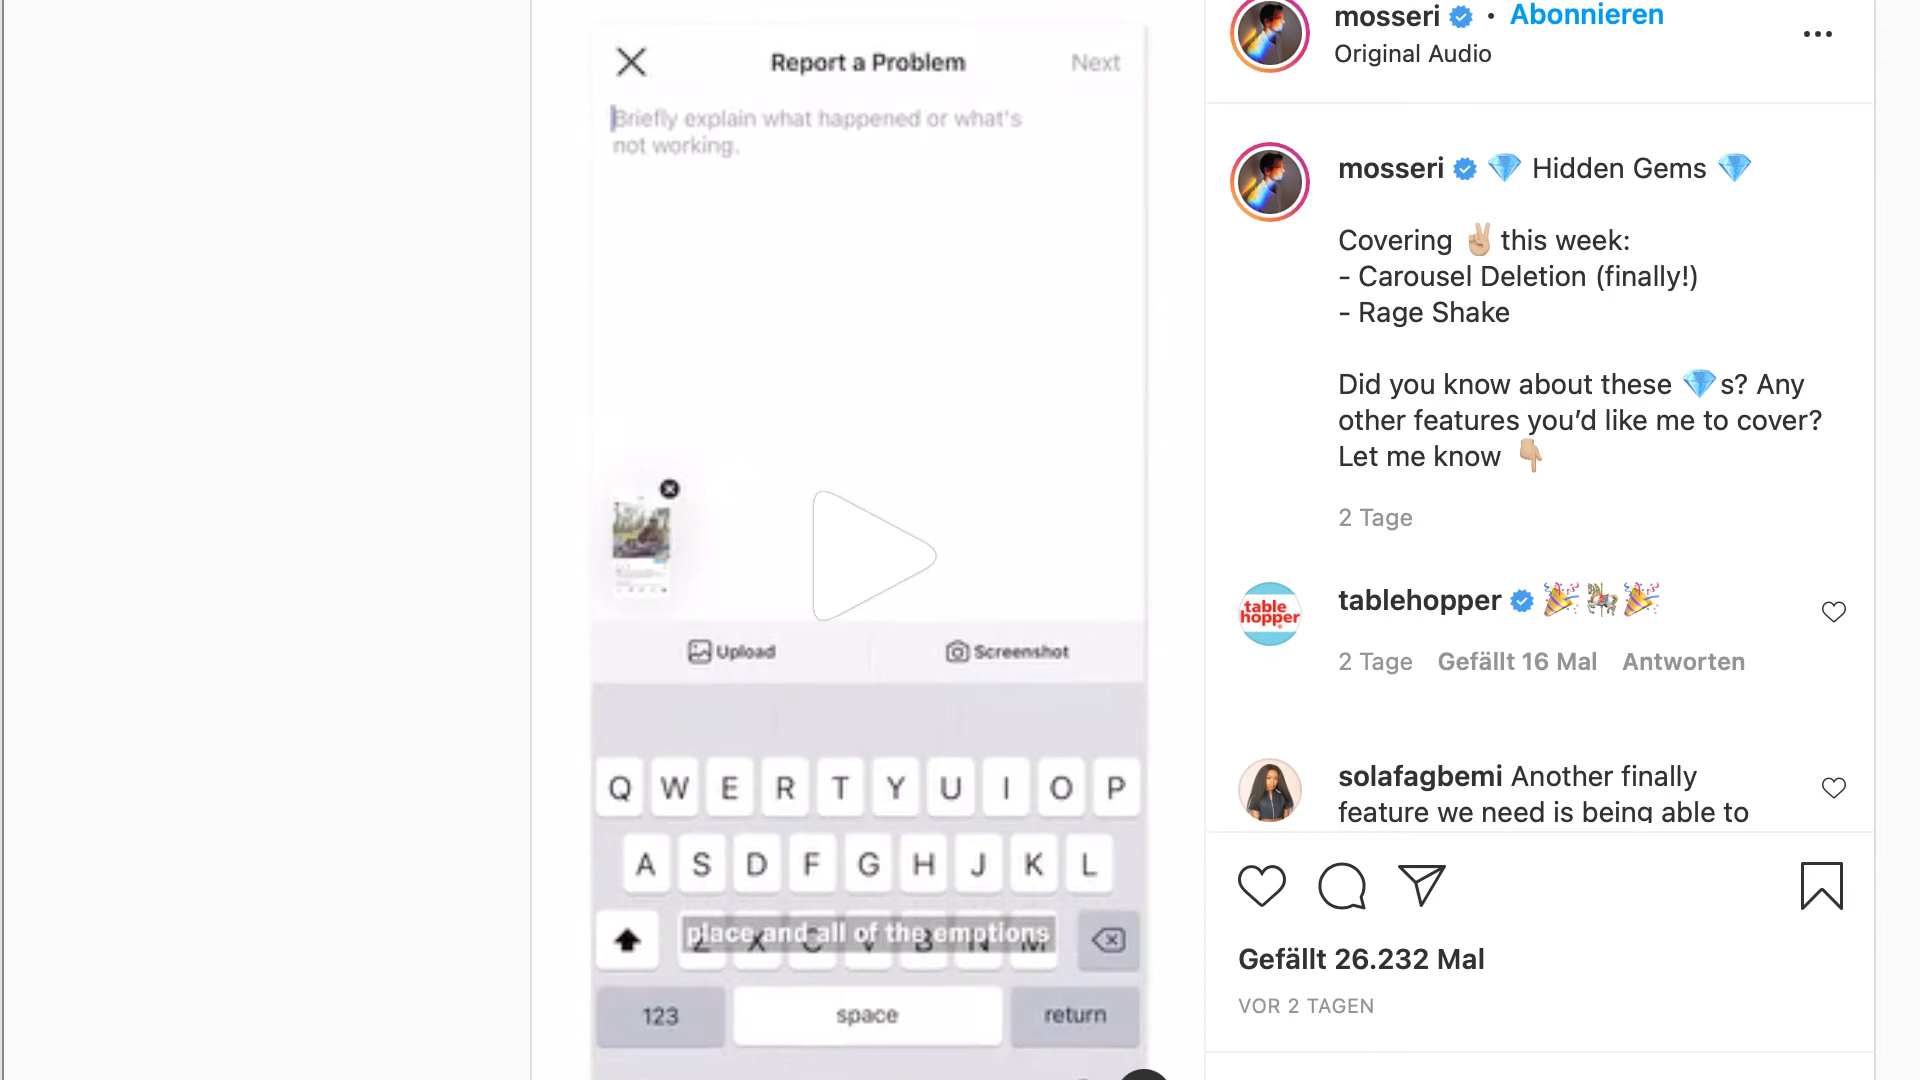 Report a Problem
Next
Briefly explain what happened or what's
not working.
Upload
Screenshot
Q W E R T Y U I O P
A S D F G H J K L
Z X C V B N M
place and all of the emotions
123
space
return
mosseri • Abonnieren
Original Audio
mosseri 💎 Hidden Gems 💎
Covering ✌🏼 this week:
- Carousel Deletion (finally!)
- Rage Shake
Did you know about these 💎s? Any
other features you’d like me to cover?
Let me know 👇🏼
2 Tage
table
hopper
tablehopper 🎉🎠🎉
2 Tage Gefällt 16 Mal Antworten
solafagbemi Another finally
feature we need is being able to
Gefällt 26.232 Mal
VOR 2 TAGEN